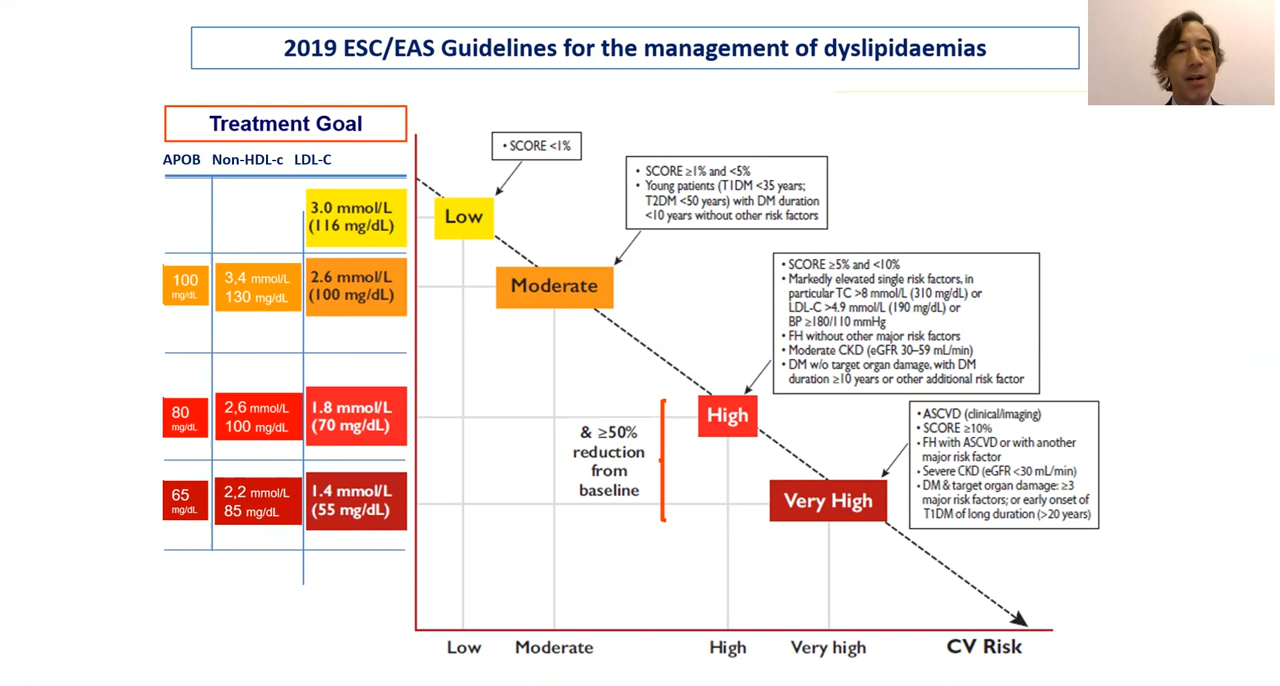 2019 ESC/EAS Guidelines for the management of dyslipidaemias
Treatment Goal
APOB Non-HDL-c LDL-C
3.0 mmol/L
(116 mg/dL)
100
mg/dL
3,4 mmol/L
130 mg/dL
2.6 mmol/L
(100 mg/dL)
80
mg/dL
2,6 mmol/L
100 mg/dL
1.8 mmol/L
(70 mg/dL)
65
mg/dL
2,2 mmol/L
85 mg/dL
1.4 mmol/L
(55 mg/dL)
• SCORE <1%
Low
• SCORE ≥1% and <5%
• Young patients (T1DM <35 years;
T2DM <50 years) with DM duration
<10 years without other risk factors
Moderate
• SCORE ≥5% and <10%
• Markedly elevated single risk factors, in
particular TC >8 mmol/L (310 mg/dL) or
LDL-C >4.9 mmol/L (190 mg/dL) or
BP ≥180/110 mmHg
• FH without other major risk factors
• Moderate CKD (eGFR 30–59 mL/min)
• DM w/o target organ damage, with DM
duration ≥10 years or other additional risk factor
High
& ≥50%
reduction
from
baseline
• ASCVD (clinical/imaging)
• SCORE ≥10%
• FH with ASCVD or with another
major risk factor
• Severe CKD (eGFR <30 mL/min)
• DM & target organ damage: ≥3
major risk factors; or early onset of
T1DM of long duration (>20 years)
Very High
Low Moderate High Very high CV Risk